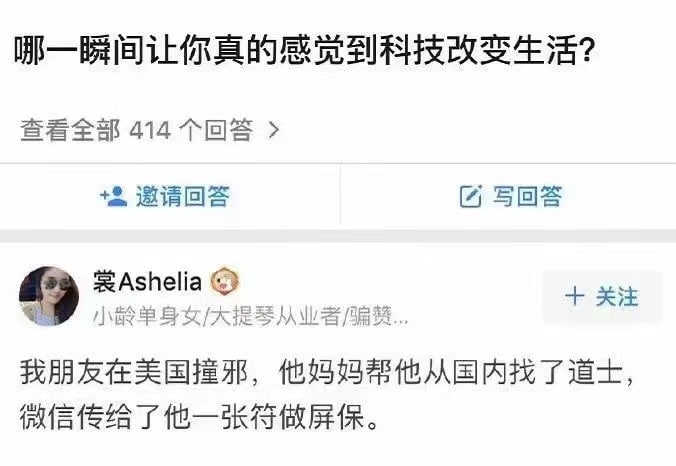 哪一瞬间让你真的感觉到科技改变生活?
查看全部 414 个回答 >
邀请回答
写回答
裳Ashelia
+ 关注
小龄单身女/大提琴从业者/骗赞...
我朋友在美国撞邪，他妈妈帮他从国内找了道士，
微信传给了他一张符做屏保。